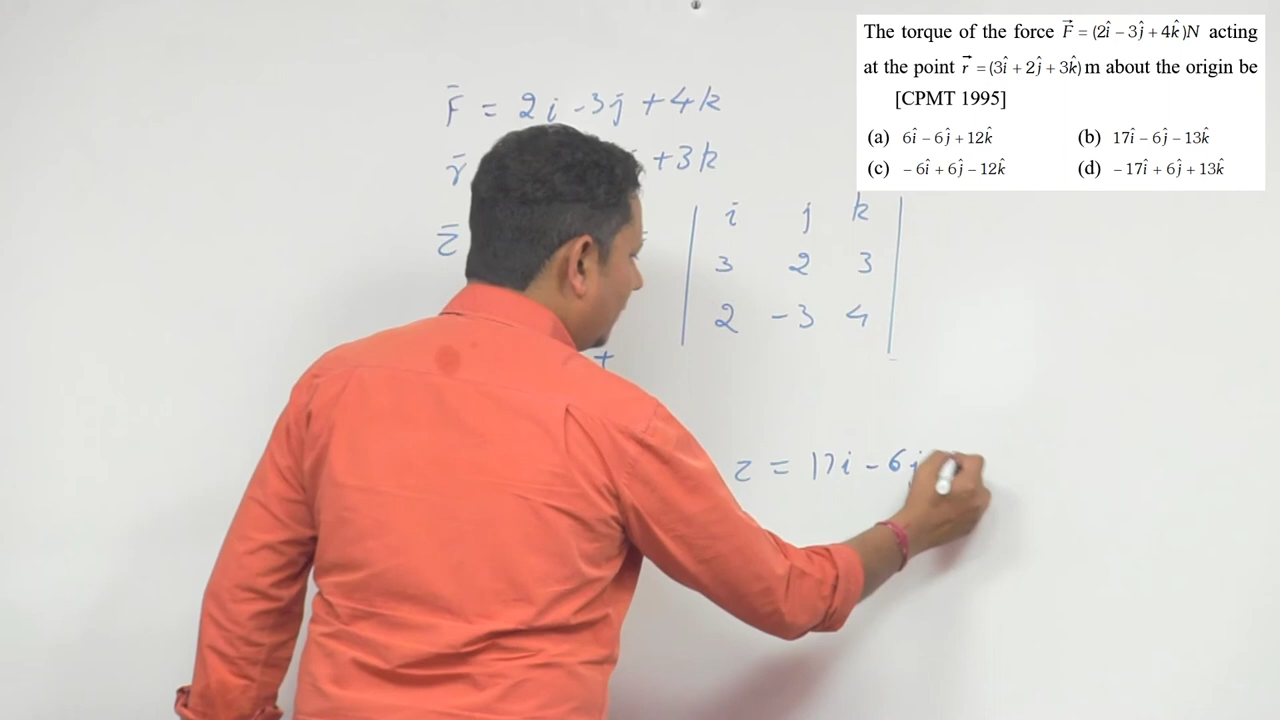 The torque of the force F⃗ = (2î − 3ĵ + 4k̂)N acting
at the point r⃗ = (3î + 2ĵ + 3k̂) m about the origin be
[CPMT 1995]
(a) 6î − 6ĵ + 12k̂
(b) 17î − 6ĵ − 13k̂
(c) − 6î + 6ĵ − 12k̂
(d) − 17î + 6ĵ + 13k̂
F̄ = 2i - 3j + 4k
r̄ +3k
τ̄
i j k
3 2 3
2 -3 4
+
τ = 17i - 6j